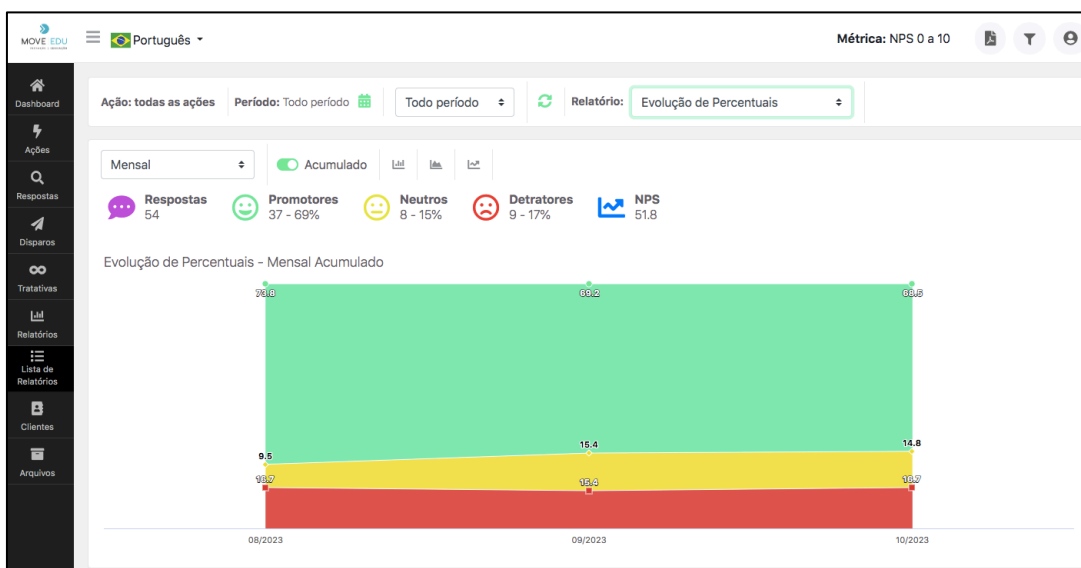 MOVE EDU
Português
Métrica: NPS 0 a 10
Dashboard
Ações
Respostas
Disparos
Tratativas
Relatórios
Lista de
Relatórios
Clientes
Arquivos
Ação: todas as ações Período: Todo período Todo período Relatório: Evolução de Percentuais
Mensal Acumulado
Respostas
54
Promotores
37 - 69%
Neutros
8 - 15%
Detratores
9 - 17%
NPS
51.8
Evolução de Percentuais - Mensal Acumulado
73.8 69.2 68.5
9.5 15.4 14.8
16.7 15.4 16.7
08/2023 09/2023 10/2023